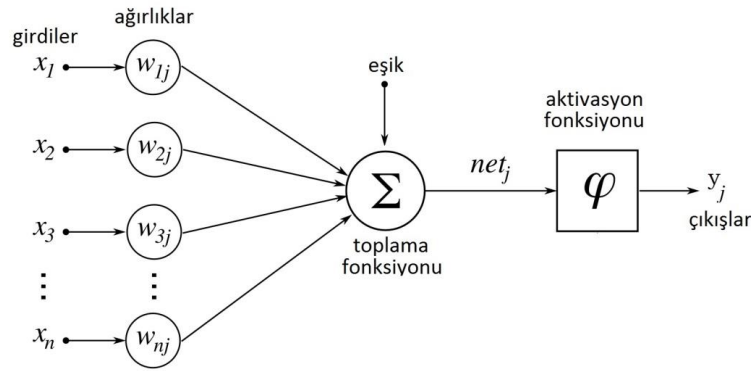 girdiler
ağırlıklar
x₁
w₁ⱼ
x₂
w₂ⱼ
x₃
w₃ⱼ
⋮
⋮
xₙ
wₙⱼ
eşik
Σ
toplama
fonksiyonu
netⱼ
aktivasyon
fonksiyonu
φ
yⱼ
çıkışlar